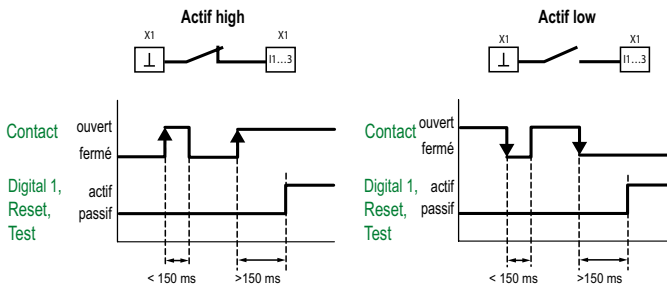 Actif high
X1
X1
⊥
I1...3
Contact
ouvert
fermé
Digital 1,
Reset,
Test
actif
passif
< 150 ms
>150 ms
Actif low
X1
X1
⊥
I1...3
Contact
ouvert
fermé
Digital 1,
Reset,
Test
actif
passif
< 150 ms
>150 ms